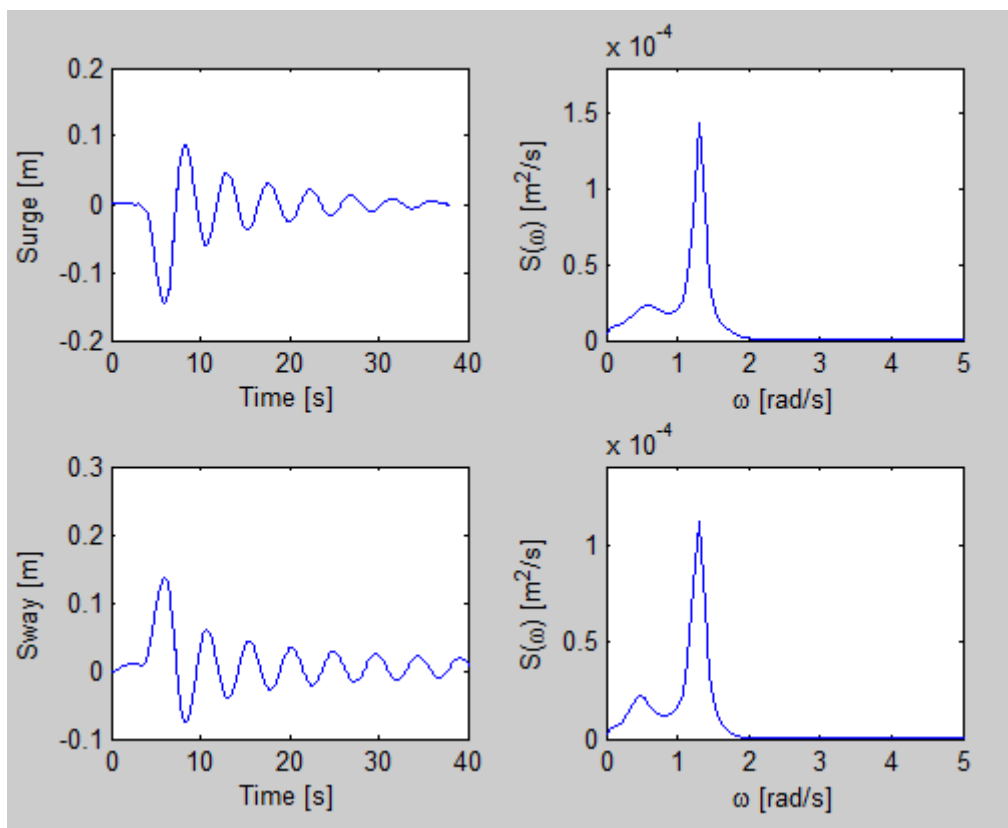 0.2
0.1
0
-0.1
-0.2
Surge [m]
0 10 20 30 40
Time [s]
x 10-4
1.5
1
0.5
0
S(ω) [m2/s]
0 1 2 3 4 5
ω [rad/s]
0.3
0.2
0.1
0
-0.1
Sway [m]
0 10 20 30 40
Time [s]
x 10-4
1
0.5
0
S(ω) [m2/s]
0 1 2 3 4 5
ω [rad/s]